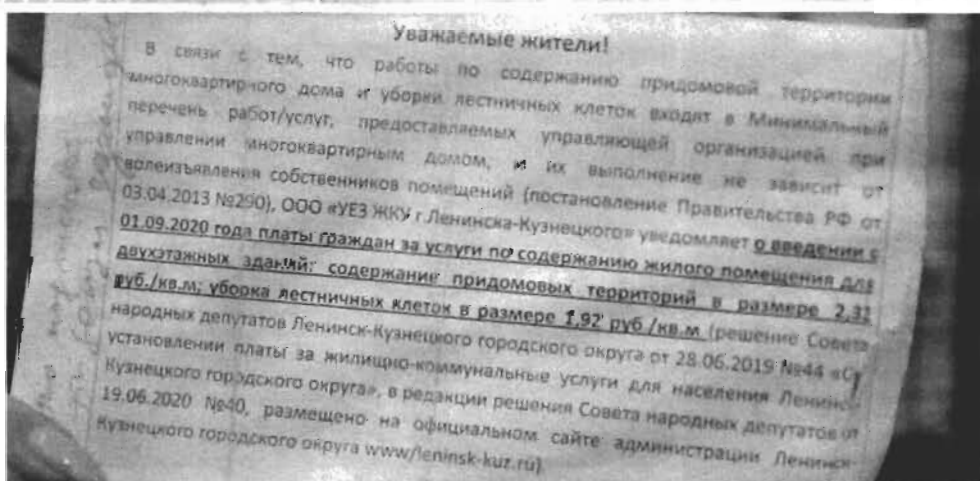 Уважаемые жители!
В связи с тем, что работы по содержанию придомовой территории
многоквартирного дома и уборки лестничных клеток входят в Минимальный
перечень работ/услуг, предоставляемых управляющей организацией при
управлении многоквартирным домом, и их выполнение не зависит от
волеизъявления собственников помещений (постановление Правительства РФ от
03.04.2013 №290), ООО «УЕЗ ЖКУ г.Ленинска-Кузнецкого» уведомляет о введении с
01.09.2020 года платы граждан за услуги по содержанию жилого помещения для
двухэтажных зданий: содержание придомовых территорий в размере 2,31
руб./кв.м; уборка лестничных клеток в размере 1,92 руб./кв.м (решение Совета
народных депутатов Ленинск-Кузнецкого городского округа от 28.06.2019 №44 «О
установлении платы за жилищно-коммунальные услуги для населения Ленинск-
Кузнецкого городского округа», в редакции решения Совета народных депутатов от
19.06.2020 №40, размещено на официальном сайте администрации Ленинск-
Кузнецкого городского округа www/leninsk-kuz.ru)